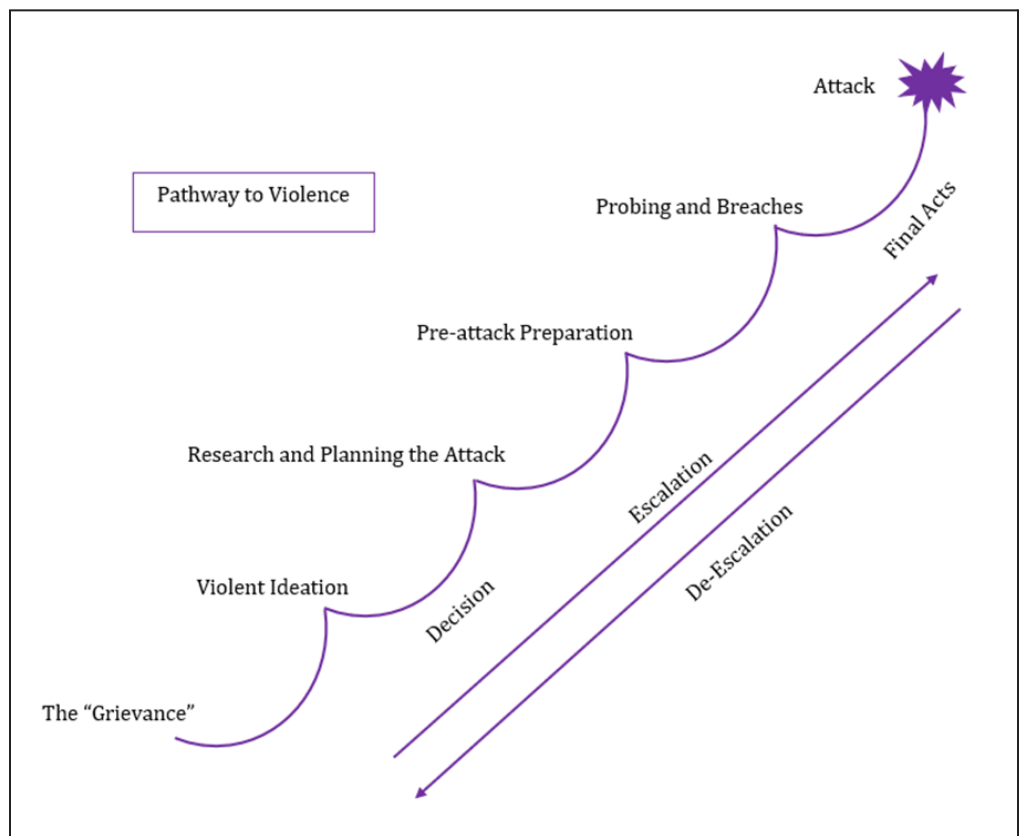 Attack
Pathway to Violence
Probing and Breaches
Final Acts
Pre-attack Preparation
Research and Planning the Attack
Escalation
De-Escalation
Violent Ideation
Decision
The “Grievance”